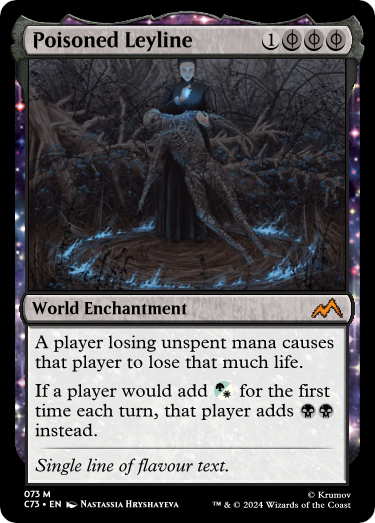 Poisoned Leyline 1
World Enchantment
A player losing unspent mana causes
that player to lose that much life.
If a player would add for the first
time each turn, that player adds
instead.
Single line of flavour text.
073 M
C73 • EN Nastassia Hryshayeva
© Krumov
™ & © 2024 Wizards of the Coast